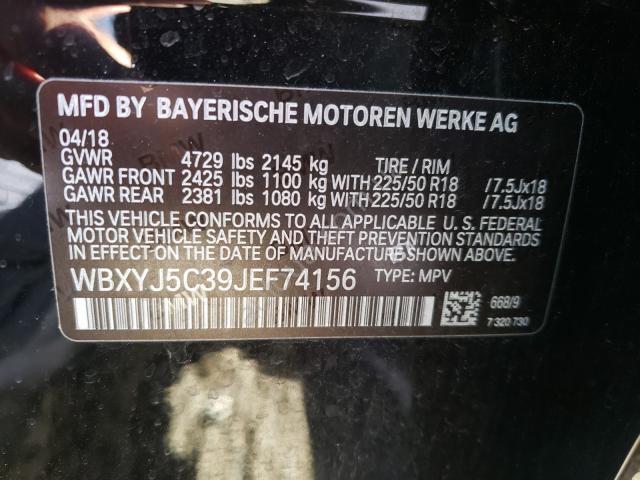 MFD BY BAYERISCHE MOTOREN WERKE AG
04/18
GVWR 4729 lbs 2145 kg TIRE / RIM
GAWR FRONT 2425 lbs 1100 kg WITH 225/50 R18 /7.5Jx18
GAWR REAR 2381 lbs 1080 kg WITH 225/50 R18 /7.5Jx18
THIS VEHICLE CONFORMS TO ALL APPLICABLE U. S. FEDERAL
MOTOR VEHICLE SAFETY AND THEFT PREVENTION STANDARDS
IN EFFECT ON THE DATE OF MANUFACTURE SHOWN ABOVE.
WBXYJ5C39JEF74156 TYPE: MPV
668/9
7 320 730